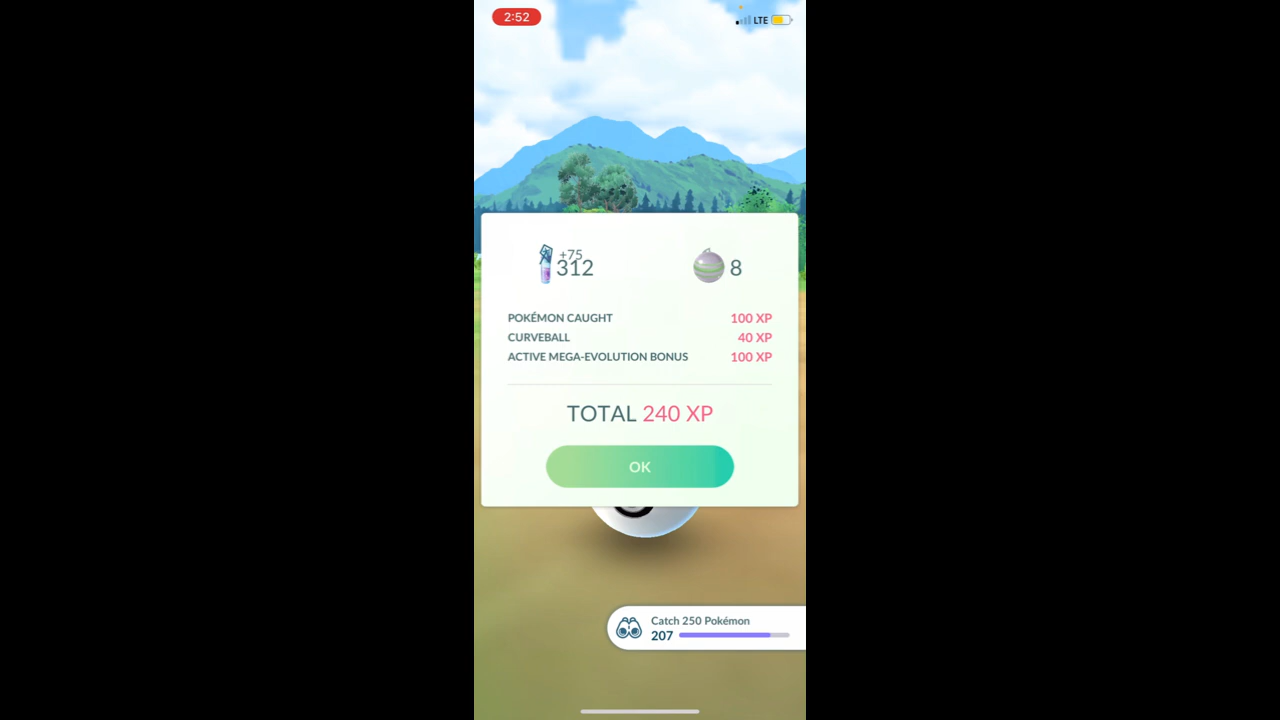 2:52
LTE
+75
312
8
POKÉMON CAUGHT 100 XP
CURVEBALL 40 XP
ACTIVE MEGA-EVOLUTION BONUS 100 XP
TOTAL 240 XP
OK
Catch 250 Pokémon
207